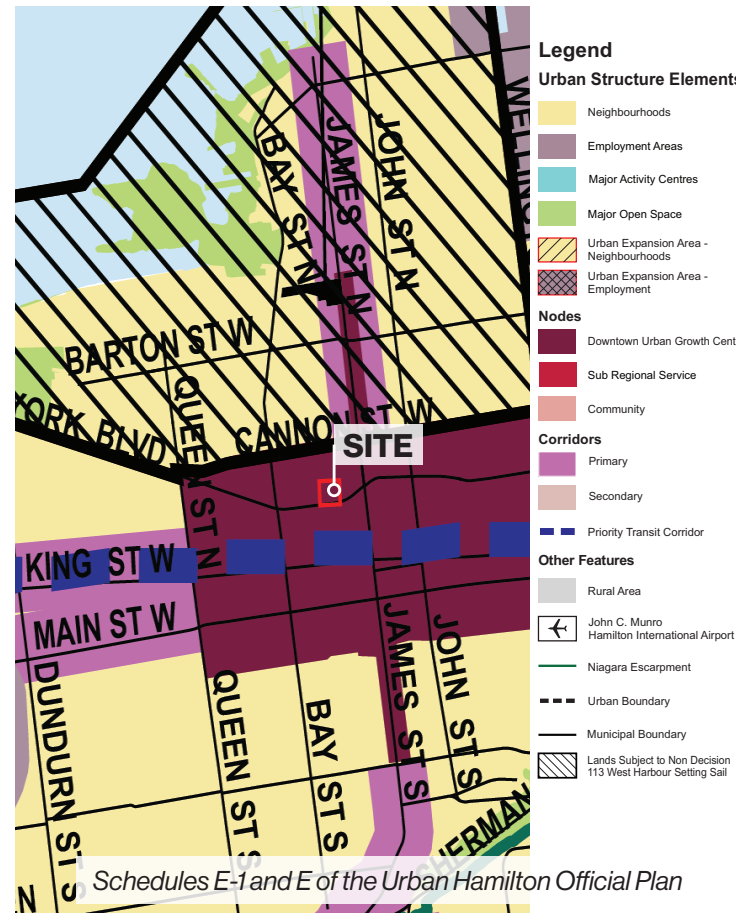 Legend
Urban Structure Elements
Neighbourhoods
Employment Areas
Major Activity Centres
Major Open Space
Urban Expansion Area -
Neighbourhoods
Urban Expansion Area -
Employment
Nodes
Downtown Urban Growth Cent
Sub Regional Service
Community
Corridors
Primary
Secondary
Priority Transit Corridor
Other Features
Rural Area
John C. Munro
Hamilton International Airport
Niagara Escarpment
Urban Boundary
Municipal Boundary
Lands Subject to Non Decision
113 West Harbour Setting Sail
BAY ST N
JAMES ST N
JOHN ST N
WELLING
BARTON ST W
YORK BLVD
QUEEN ST N
CANNON ST W
SITE
KING ST W
MAIN ST W
DUNDURN ST S
QUEEN ST S
BAY ST S
JAMES ST S
JOHN ST S
SHERMAN
N
Schedules E-1 and E of the Urban Hamilton Official Plan